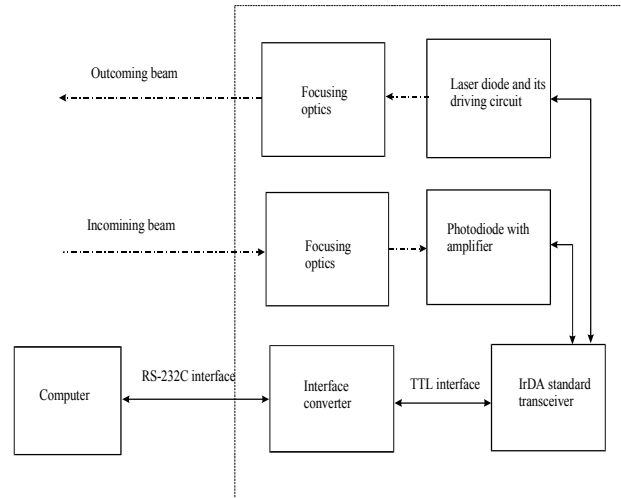 Outcoming beam
Focusing
optics
Laser diode and its
driving circuit
Incomining beam
Focusing
optics
Photodiode with
amplifier
Computer
RS-232C interface
Interface
converter
TTL interface
IrDA standard
transceiver